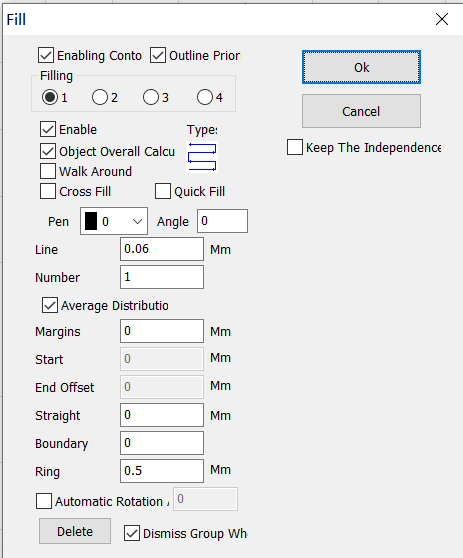 Fill
Enabling Conto Outline Prior
Filling
1 2 3 4
Ok
Cancel
Enable Types
Object Overall Calcu
Keep The Independence
Walk Around
Cross Fill Quick Fill
Pen 0 Angle 0
Line 0.06 Mm
Number 1
Average Distributio
Margins 0 Mm
Start 0 Mm
End Offset 0 Mm
Straight 0 Mm
Boundary 0
Ring 0.5 Mm
Automatic Rotation 0
Delete Dismiss Group Wh